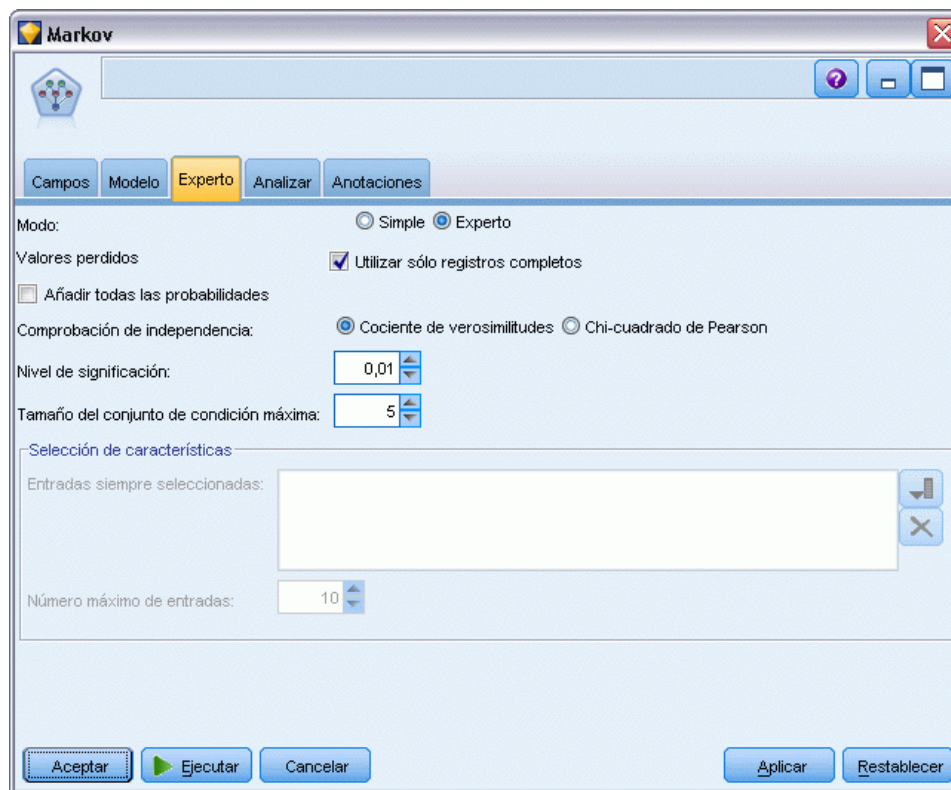 Markov
Campos Modelo Experto Analizar Anotaciones
Modo: Simple Experto
Valores perdidos Utilizar sólo registros completos
Añadir todas las probabilidades
Comprobación de independencia: Cociente de verosimilitudes Chi-cuadrado de Pearson
Nivel de significación: 0,01
Tamaño del conjunto de condición máxima: 5
Selección de características
Entradas siempre seleccionadas:
Número máximo de entradas: 10
Aceptar Ejecutar Cancelar Aplicar Restablecer